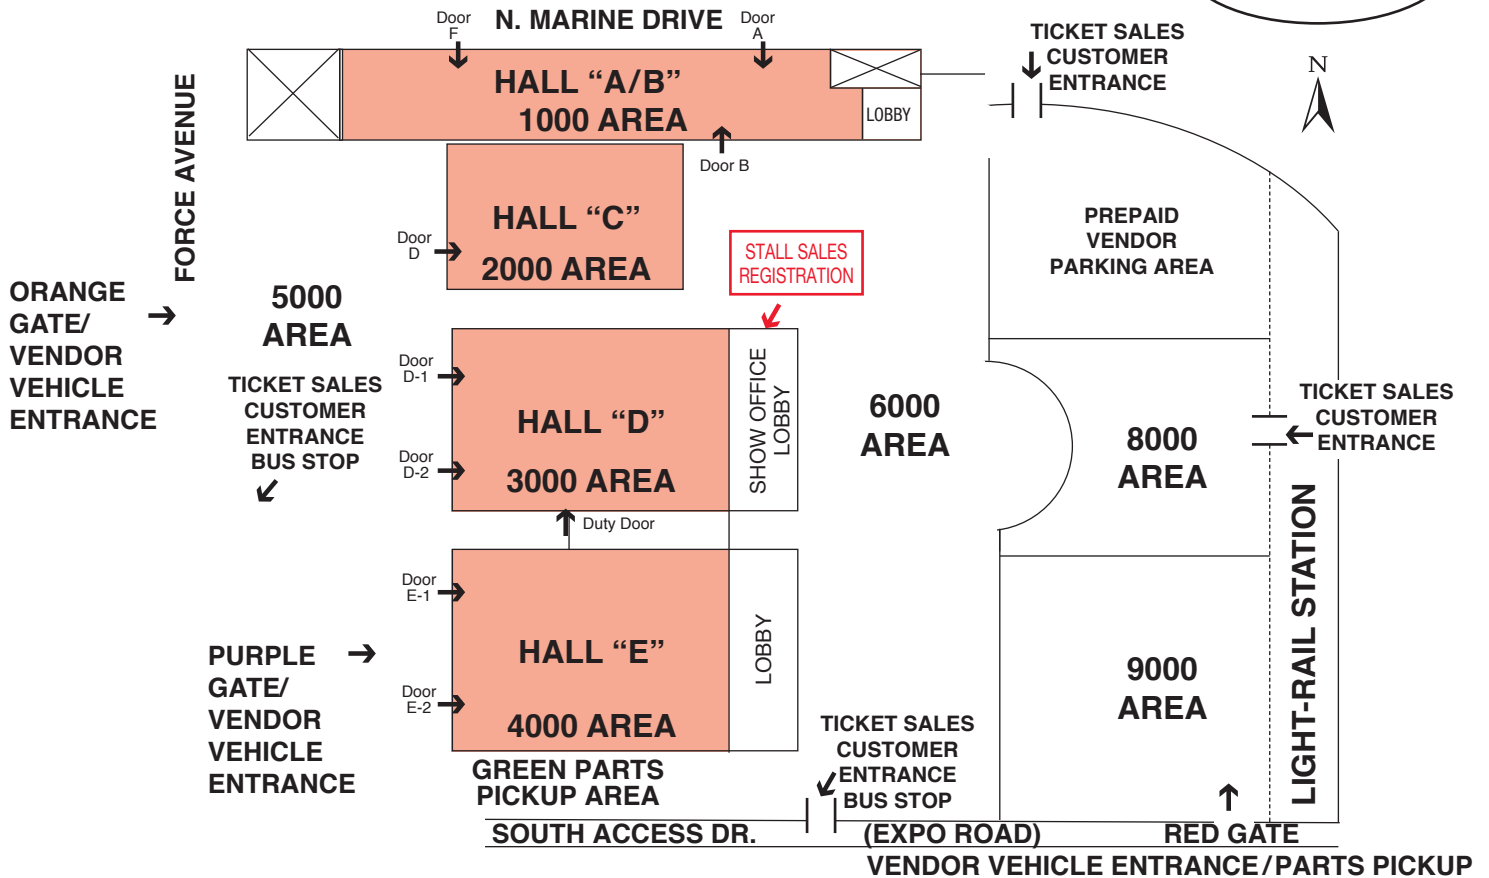 N. MARINE DRIVE
Door
F
Door
A
TICKET SALES
CUSTOMER
ENTRANCE
N
HALL “A/B”
1000 AREA
LOBBY
Door B
FORCE AVENUE
HALL “C”
2000 AREA
Door
D
STALL SALES
REGISTRATION
PREPAID
VENDOR
PARKING AREA
ORANGE
GATE/
VENDOR
VEHICLE
ENTRANCE
5000
AREA
TICKET SALES
CUSTOMER
ENTRANCE
BUS STOP
Door
D-1
Door
D-2
HALL “D”
3000 AREA
SHOW OFFICE
LOBBY
6000
AREA
8000
AREA
TICKET SALES
CUSTOMER
ENTRANCE
Duty Door
Door
E-1
Door
E-2
HALL “E”
4000 AREA
LOBBY
PURPLE
GATE/
VENDOR
VEHICLE
ENTRANCE
9000
AREA
LIGHT-RAIL STATION
GREEN PARTS
PICKUP AREA
TICKET SALES
CUSTOMER
ENTRANCE
BUS STOP
SOUTH ACCESS DR.
(EXPO ROAD)
RED GATE
VENDOR VEHICLE ENTRANCE/PARTS PICKUP